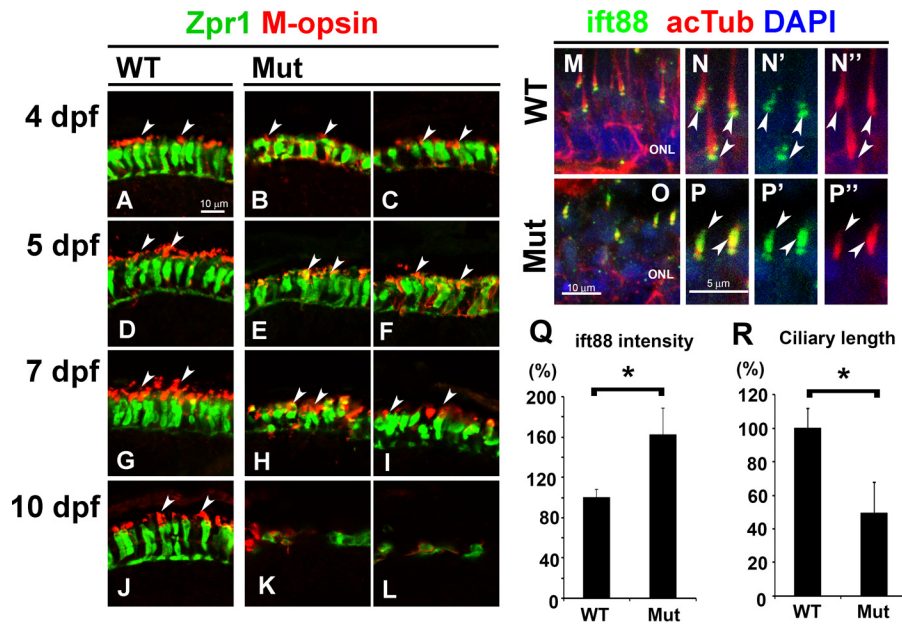 Zpr1 M-opsin
WT Mut
4 dpf
A 10 μm B C
5 dpf
D E F
7 dpf
G H I
10 dpf
J K L
ift88 acTub DAPI
WT
M ONL N N' N''
Mut
O ONL 10 μm P 5 μm P' P''
Q ift88 intensity
(%)
*
200
160
120
80
40
0
WT Mut
R Ciliary length
(%)
*
120
100
80
60
40
20
0
WT Mut